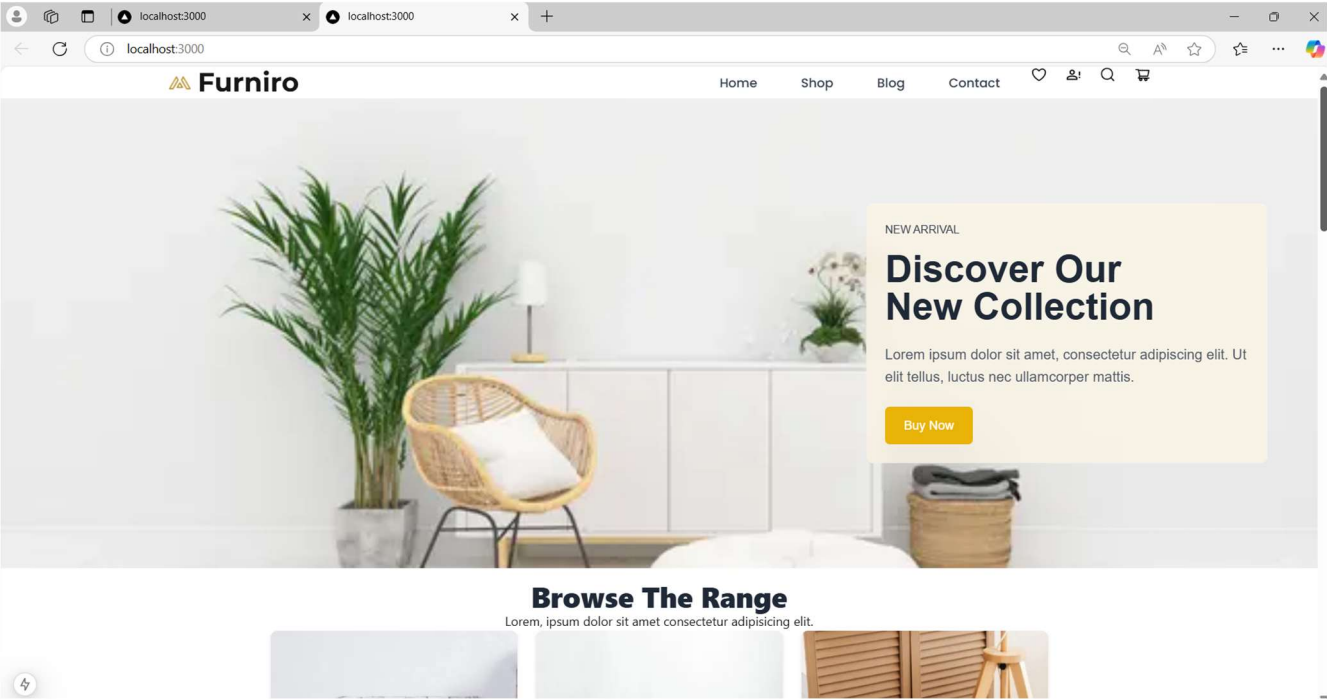 localhost:3000
localhost:3000
localhost:3000
Furniro
Home Shop Blog Contact
NEW ARRIVAL
Discover Our
New Collection
Lorem ipsum dolor sit amet, consectetur adipiscing elit. Ut
elit tellus, luctus nec ullamcorper mattis.
Buy Now
Browse The Range
Lorem, ipsum dolor sit amet consectetur adipisicing elit.